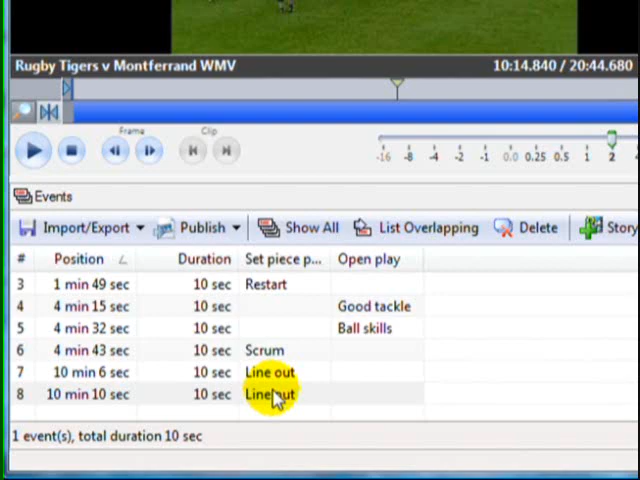 Rugby Tigers v Montferrand WMV 10:14.840 / 20:44.680
Frame Clip
-16 -8 -4 -2 -1 0.0 0.25 0.5 1 2
Events
Import/Export Publish Show All List Overlapping Delete Story
# Position Duration Set piece p... Open play
3 1 min 49 sec 10 sec Restart
4 4 min 15 sec 10 sec Good tackle
5 4 min 32 sec 10 sec Ball skills
6 4 min 43 sec 10 sec Scrum
7 10 min 6 sec 10 sec Line out
8 10 min 10 sec 10 sec Line out
1 event(s), total duration 10 sec